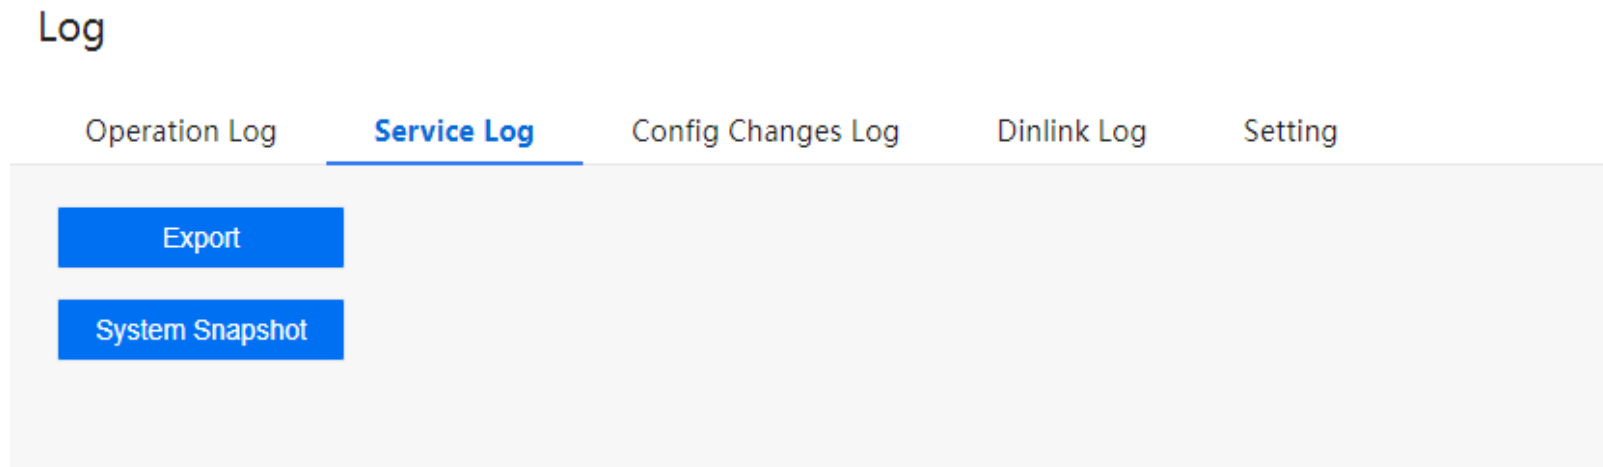 Log
Operation Log Service Log Config Changes Log Dinlink Log Setting
Export
System Snapshot